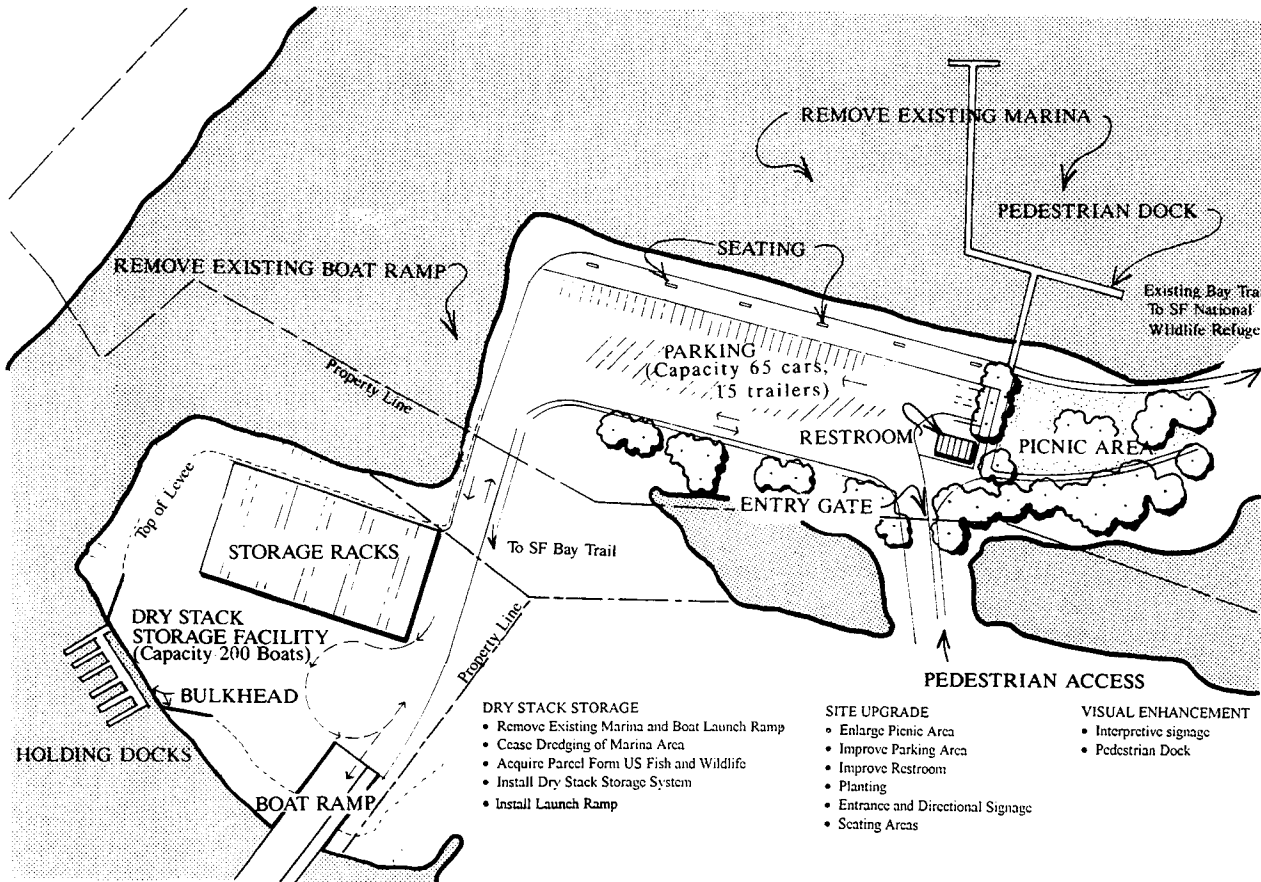 REMOVE EXISTING MARINA
PEDESTRIAN DOCK
SEATING
REMOVE EXISTING BOAT RAMP
Existing Bay Trai
To SF National
Wildlife Refuge
PARKING
(Capacity 65 cars,
15 trailers)
Property Line
RESTROOM
PICNIC AREA
ENTRY GATE
Top of Levee
STORAGE RACKS
To SF Bay Trail
DRY STACK
STORAGE FACILITY
(Capacity 200 Boats)
Property Line
BULKHEAD
PEDESTRIAN ACCESS
HOLDING DOCKS
BOAT RAMP
DRY STACK STORAGE
• Remove Existing Marina and Boat Launch Ramp
• Cease Dredging of Marina Area
• Acquire Parcel Form US Fish and Wildlife
• Install Dry Stack Storage System
• Install Launch Ramp
SITE UPGRADE
• Enlarge Picnic Area
• Improve Parking Area
• Improve Restroom
• Planting
• Entrance and Directional Signage
• Seating Areas
VISUAL ENHANCEMENT
• Interpretive signage
• Pedestrian Dock